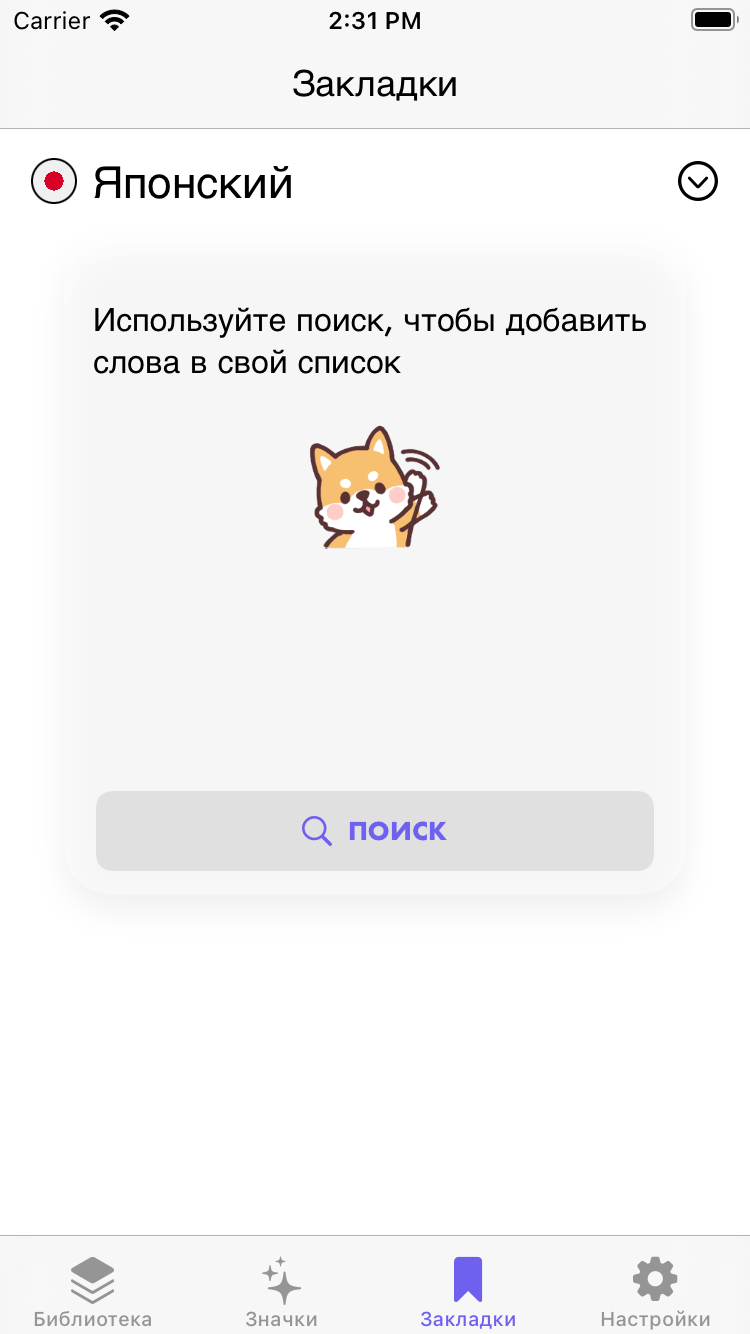 Carrier
2:31 PM
Закладки
Японский
Используйте поиск, чтобы добавить
слова в свой список
поиск
Библиотека
Значки
Закладки
Настройки